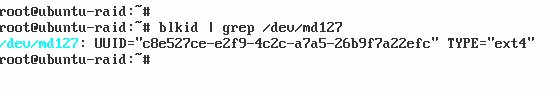 root@ubuntu-raid:~#
root@ubuntu-raid:~# blkid | grep /dev/md127
/dev/md127: UUID="c8e527ce-e2f9-4c2c-a7a5-26b9f7a22efc" TYPE="ext4"
root@ubuntu-raid:~#